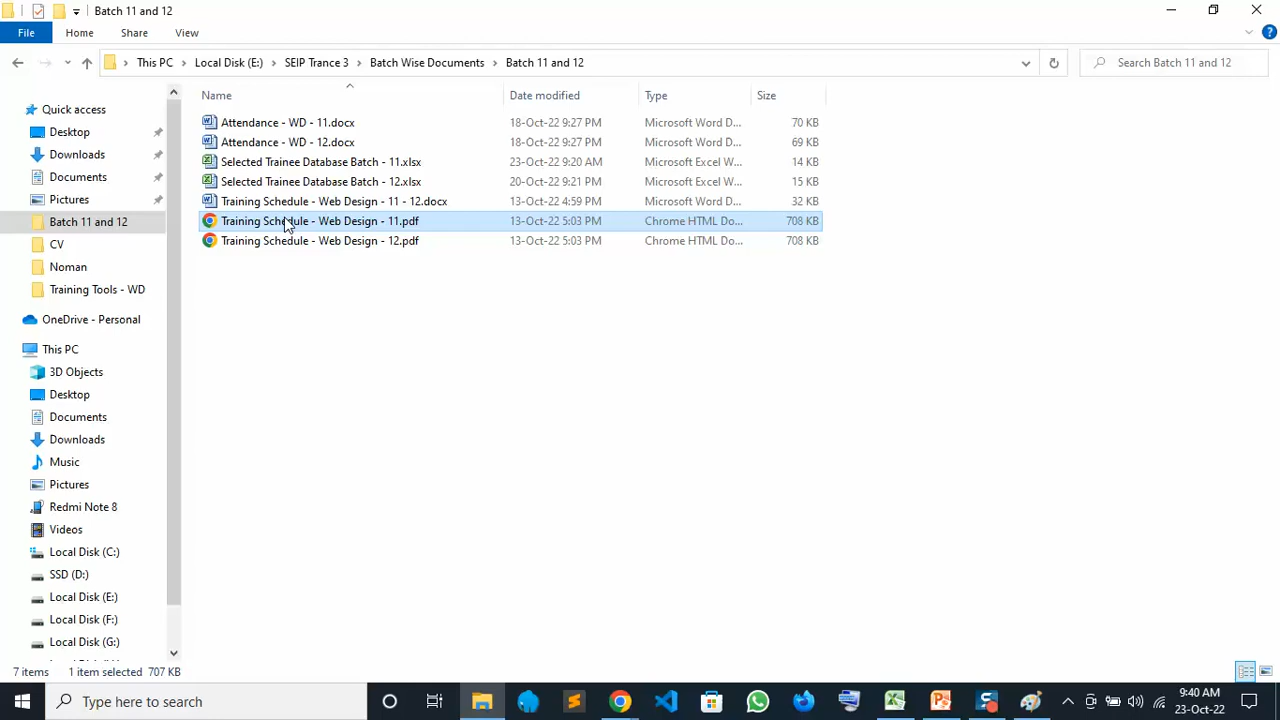 Batch 11 and 12
File Home Share View
This PC Local Disk (E:) SEIP Trance 3 Batch Wise Documents Batch 11 and 12 Search Batch 11 and 12
Name Date modified Type Size
Attendance - WD - 11.docx 18-Oct-22 9:27 PM Microsoft Word D... 70 KB
Attendance - WD - 12.docx 18-Oct-22 9:27 PM Microsoft Word D... 69 KB
Selected Trainee Database Batch - 11.xlsx 23-Oct-22 9:20 AM Microsoft Excel W... 14 KB
Selected Trainee Database Batch - 12.xlsx 20-Oct-22 9:21 PM Microsoft Excel W... 15 KB
Training Schedule - Web Design - 11 - 12.docx 13-Oct-22 4:59 PM Microsoft Word D... 32 KB
Training Schedule - Web Design - 11.pdf 13-Oct-22 5:03 PM Chrome HTML Do... 708 KB
Training Schedule - Web Design - 12.pdf 13-Oct-22 5:03 PM Chrome HTML Do... 708 KB
Quick access
Desktop
Downloads
Documents
Pictures
Batch 11 and 12
CV
Noman
Training Tools - WD
OneDrive - Personal
This PC
3D Objects
Desktop
Documents
Downloads
Music
Pictures
Redmi Note 8
Videos
Local Disk (C:)
SSD (D:)
Local Disk (E:)
Local Disk (F:)
Local Disk (G:)
7 items 1 item selected 707 KB
Type here to search
9:40 AM
23-Oct-22